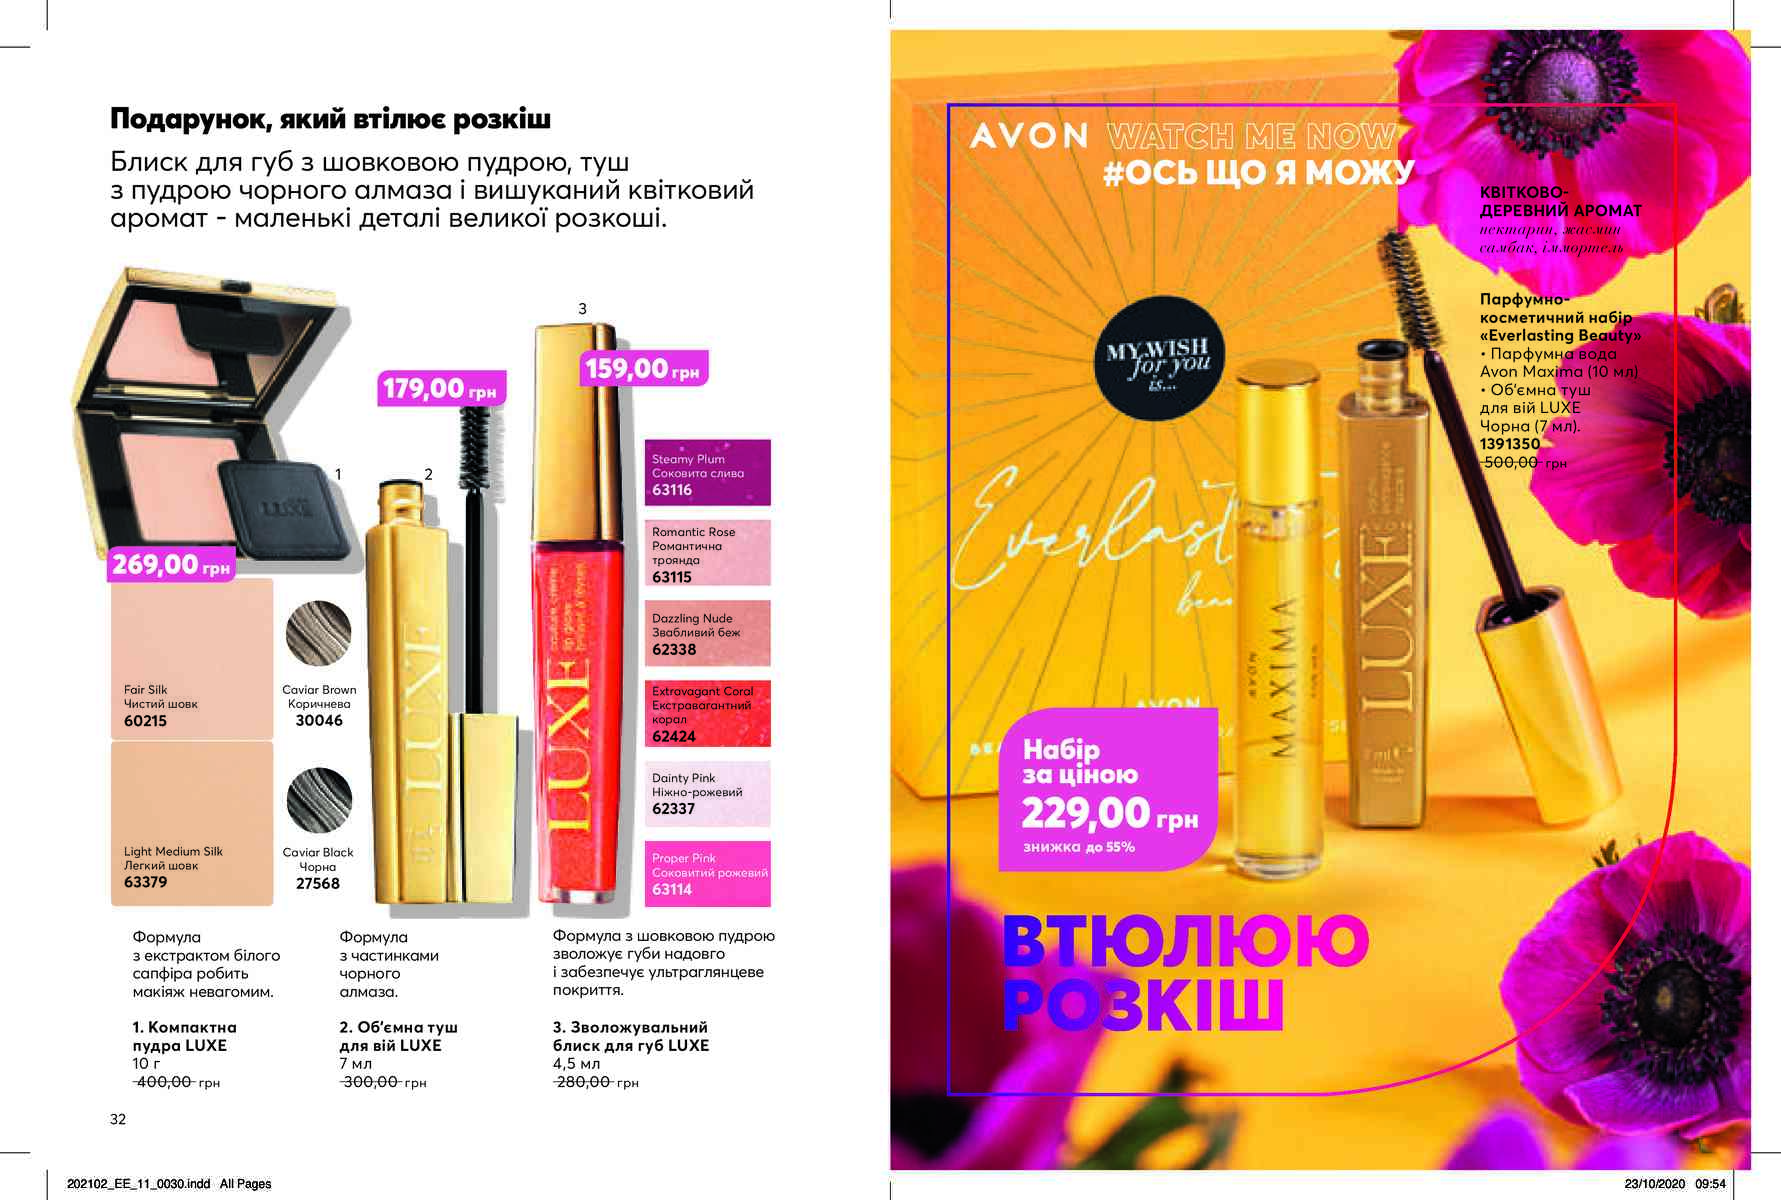 Подарунок, який втілює розкіш
Блиск для губ з шовковою пудрою, туш
з пудрою чорного алмаза і вишуканий квітковий
аромат - маленькі деталі великої розкоші.
3
159,00 грн
179,00 грн
1
2
LUXE
269,00 грн
Steamy Plum
Соковита слива
63116
Romantic Rose
Романтична
троянда
63115
Dazzling Nude
Звабливий беж
62338
Extravagant Coral
Екстравагантний
корал
62424
Dainty Pink
Ніжно-рожевий
62337
Proper Pink
Соковитий рожевий
63114
Fair Silk
Чистий шовк
60215
Light Medium Silk
Легкий шовк
63379
Caviar Brown
Коричнева
30046
Caviar Black
Чорна
27568
LUXE
LUXE
Формула
з екстрактом білого
сапфіра робить
макіяж невагомим.
1. Компактна
пудра LUXE
10 г
400,00 грн
Формула
з частинками
чорного
алмаза.
2. Об'ємна туш
для вій LUXE
7 мл
300,00 грн
Формула з шовковою пудрою
зволожує губи надовго
і забезпечує ультраглянцеве
покриття.
3. Зволожувальний
блиск для губ LUXE
4,5 мл
280,00 грн
32
202102_EE_11_0030.indd All Pages
AVON WATCH ME NOW
#ОСЬ ЩО Я МОЖУ
КВІТКОВО-
ДЕРЕВНИЙ АРОМАТ
нектарин, жасмин
самбак, іммортель
Парфумно-
косметичний набір
«Everlasting Beauty»
• Парфумна вода
Avon Maxima (10 мл)
• Об'ємна туш
для вій LUXE
Чорна (7 мл).
1391350
500,00 грн
MY WISH
for you
is...
AVON
MAXIMA
LUXE
AVON
Набір
за ціною
229,00 грн
знижка до 55%
ВТІЛЮЮ
РОЗКІШ
23/10/2020 09:54